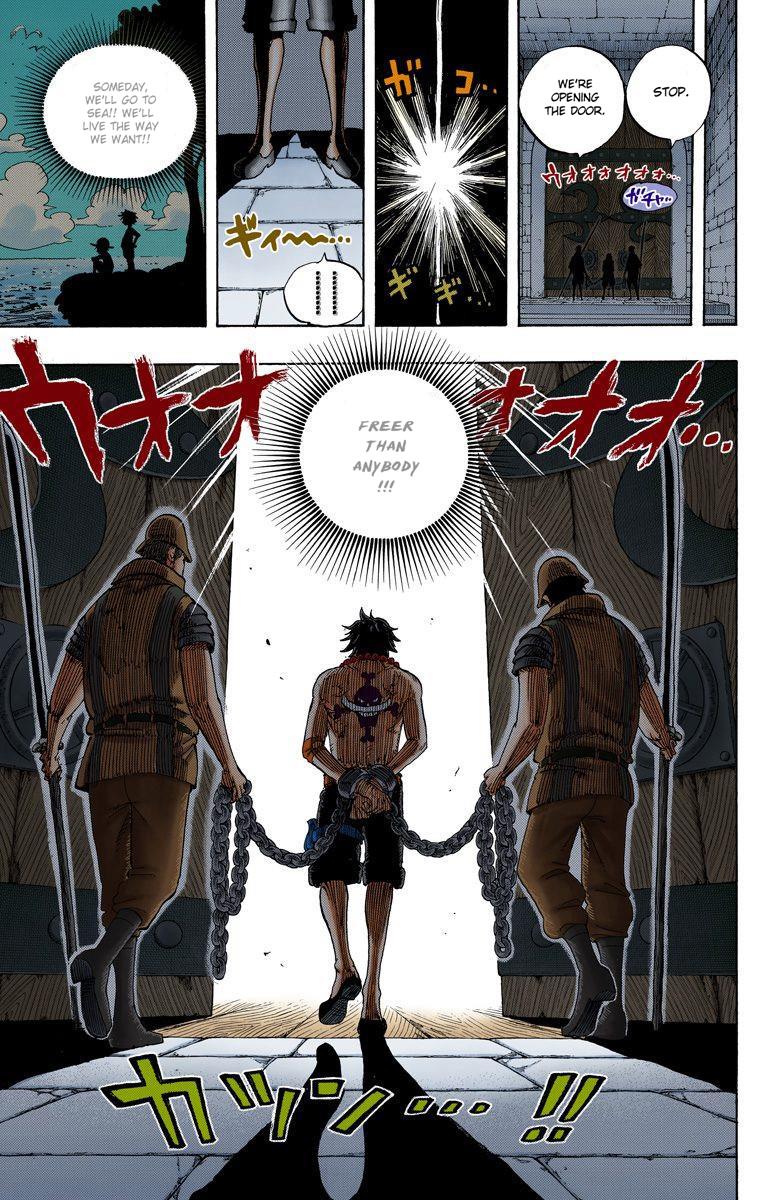 STOP.
WE'RE
OPENING
THE DOOR.
ウオオオオオオ...
ガチャ..
ガコ..
ギギ..
!!
ギィ〜〜...
SOMEDAY,
WE'LL GO TO
SEA!! WE'LL
LIVE THE WAY
WE WANT!!
ウオオオオオ...
FREER
THAN
ANYBODY
!!!
カツン...!!